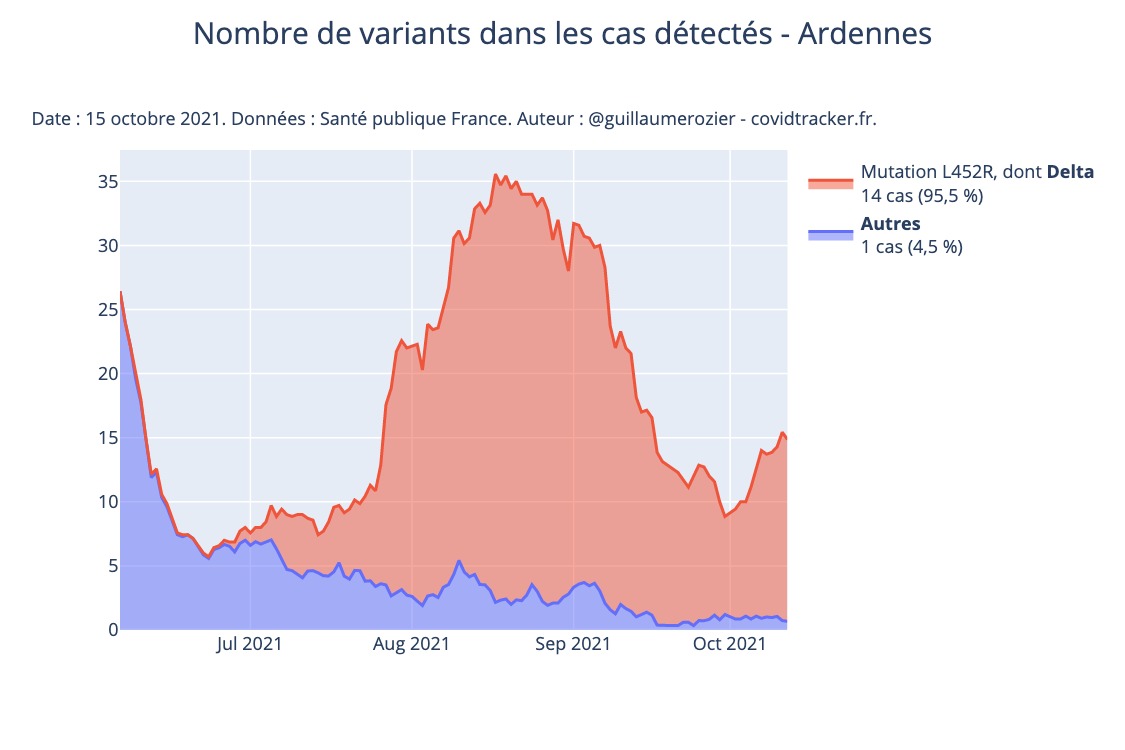 Nombre de variants dans les cas détectés - Ardennes
Date : 15 octobre 2021. Données : Santé publique France. Auteur : @guillaumerozier - covidtracker.fr.
Mutation L452R, dont Delta
14 cas (95,5 %)
Autres
1 cas (4,5 %)
35
30
25
20
15
10
5
0
Jul 2021
Aug 2021
Sep 2021
Oct 2021